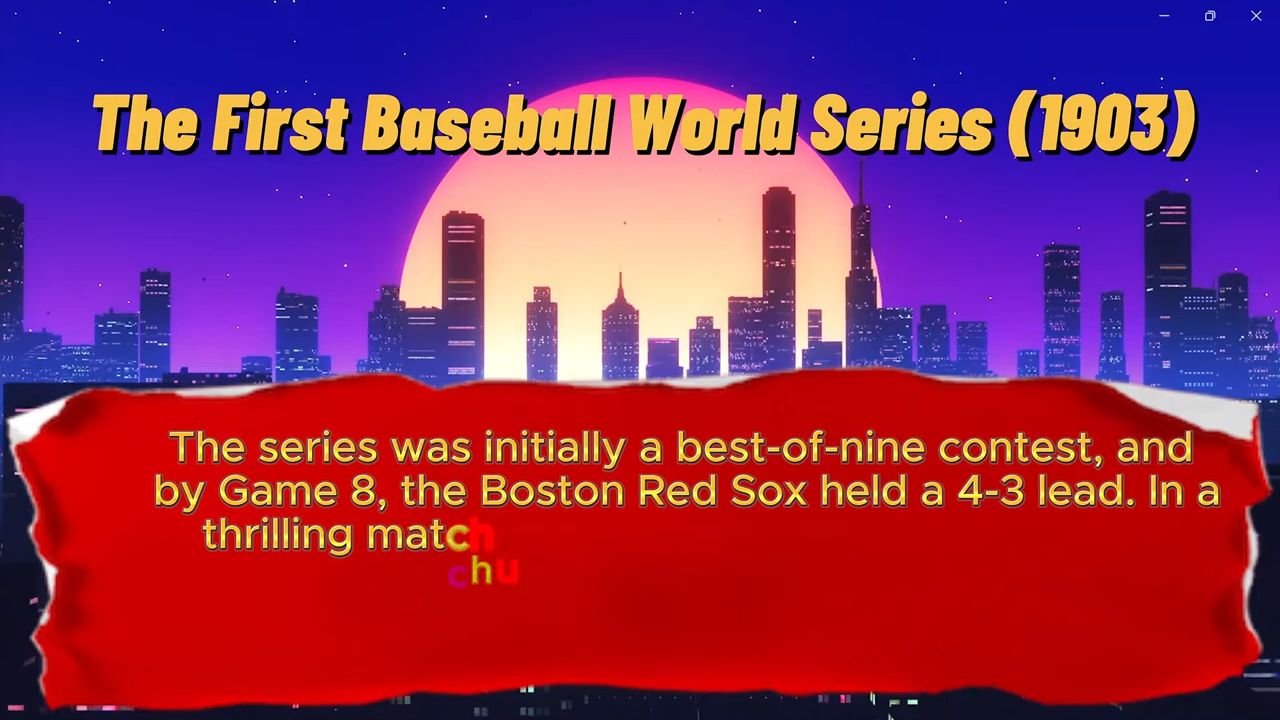 The First Baseball World Series (1903)
The series was initially a best-of-nine contest, and
by Game 8, the Boston Red Sox held a 4-3 lead. In a
thrilling match
chu